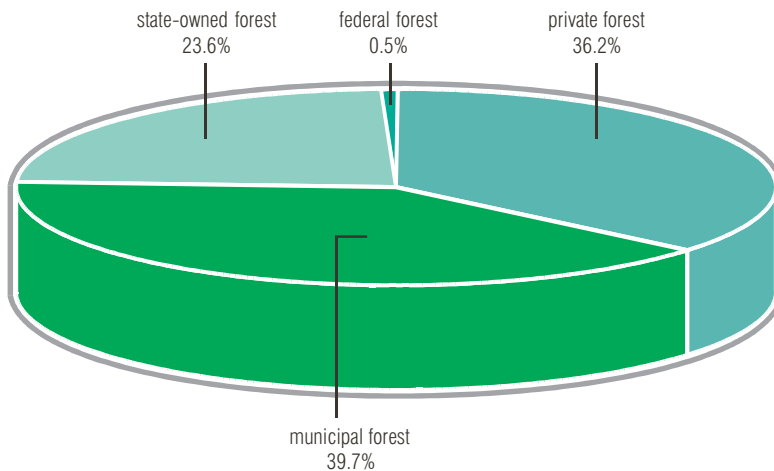 state-owned forest
23.6%
federal forest
0.5%
private forest
36.2%
municipal forest
39.7%